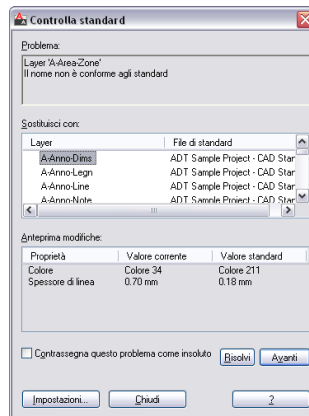 Controlla standard
Problema:
Layer 'A-Area-Zone'
Il nome non è conforme agli standard
Sostituisci con:
Layer File di standard
A-Anno-Dims ADT Sample Project - CAD Star
A-Anno-Legn ADT Sample Project - CAD Star
A-Anno-Line ADT Sample Project - CAD Star
A-Anno-Note ADT Sample Project - CAD Star
Anteprima modifiche:
Proprietà Valore corrente Valore standard
Colore Colore 34 Colore 211
Spessore di linea 0.70 mm 0.18 mm
Contrassegna questo problema come insoluto Risolvi Avanti
Impostazioni... Chiudi ?